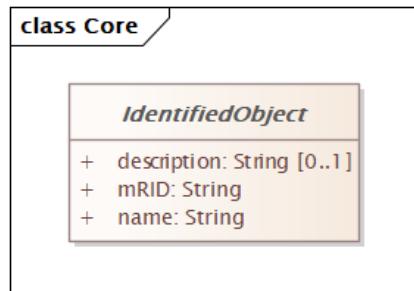 class Core
IdentifiedObject
+ description: String [0..1]
+ mRID: String
+ name: String